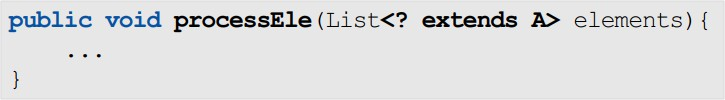 public void processEle(List<? extends A> elements){
...
}